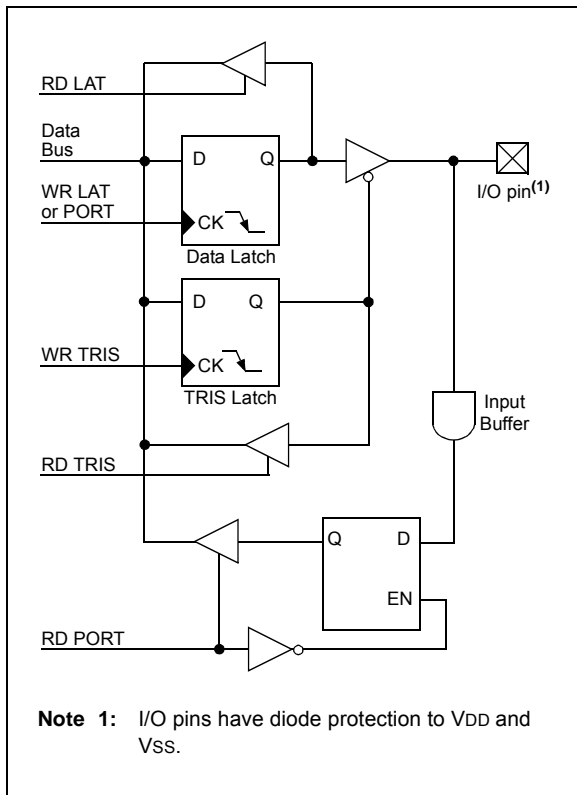 RD LAT
Data
Bus
D Q
WR LAT
or PORT
CK
Data Latch
I/O pin(1)
D Q
WR TRIS
CK
TRIS Latch
Input
Buffer
RD TRIS
Q D
EN
RD PORT
Note 1: I/O pins have diode protection to VDD and
VSS.